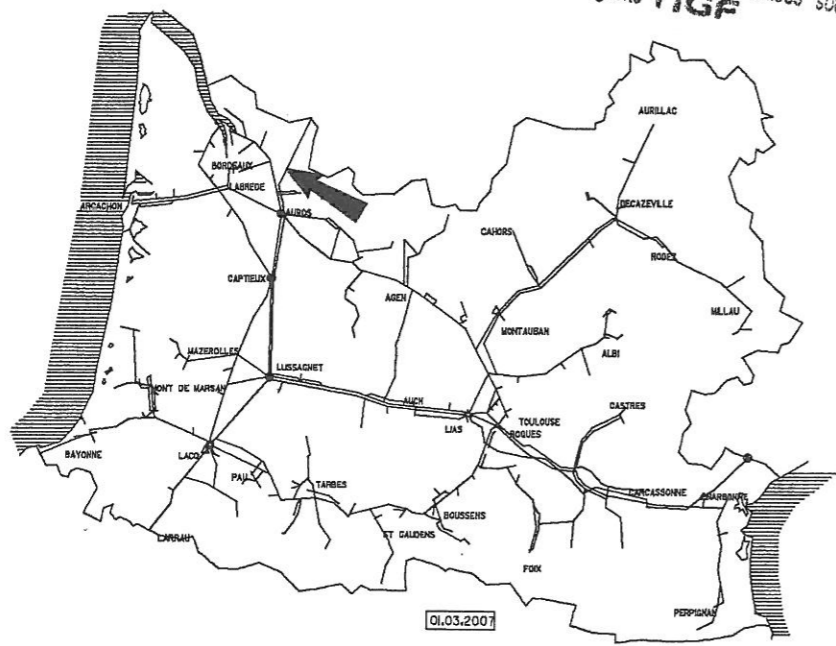 TIGF
AURILLAC
BORDEAUX
LABREDE
ARCACHON
AUROS
DECAZEVILLE
CAHORS
RODEZ
CAPTIEUX
AGEN
MILLAU
MONTAUBAN
MAZEROLLES
ALBI
LUSSAGNET
MONT DE MARSAN
AUCH
CASTRES
LIAS
TOULOUSE
ROQUES
BAYONNE
LACQ
PAU
TARBES
CARCASSONNE
BOUSSENS
ST GAUDENS
LARRAU
FOIX
PERPIGNAN
01.03.2007